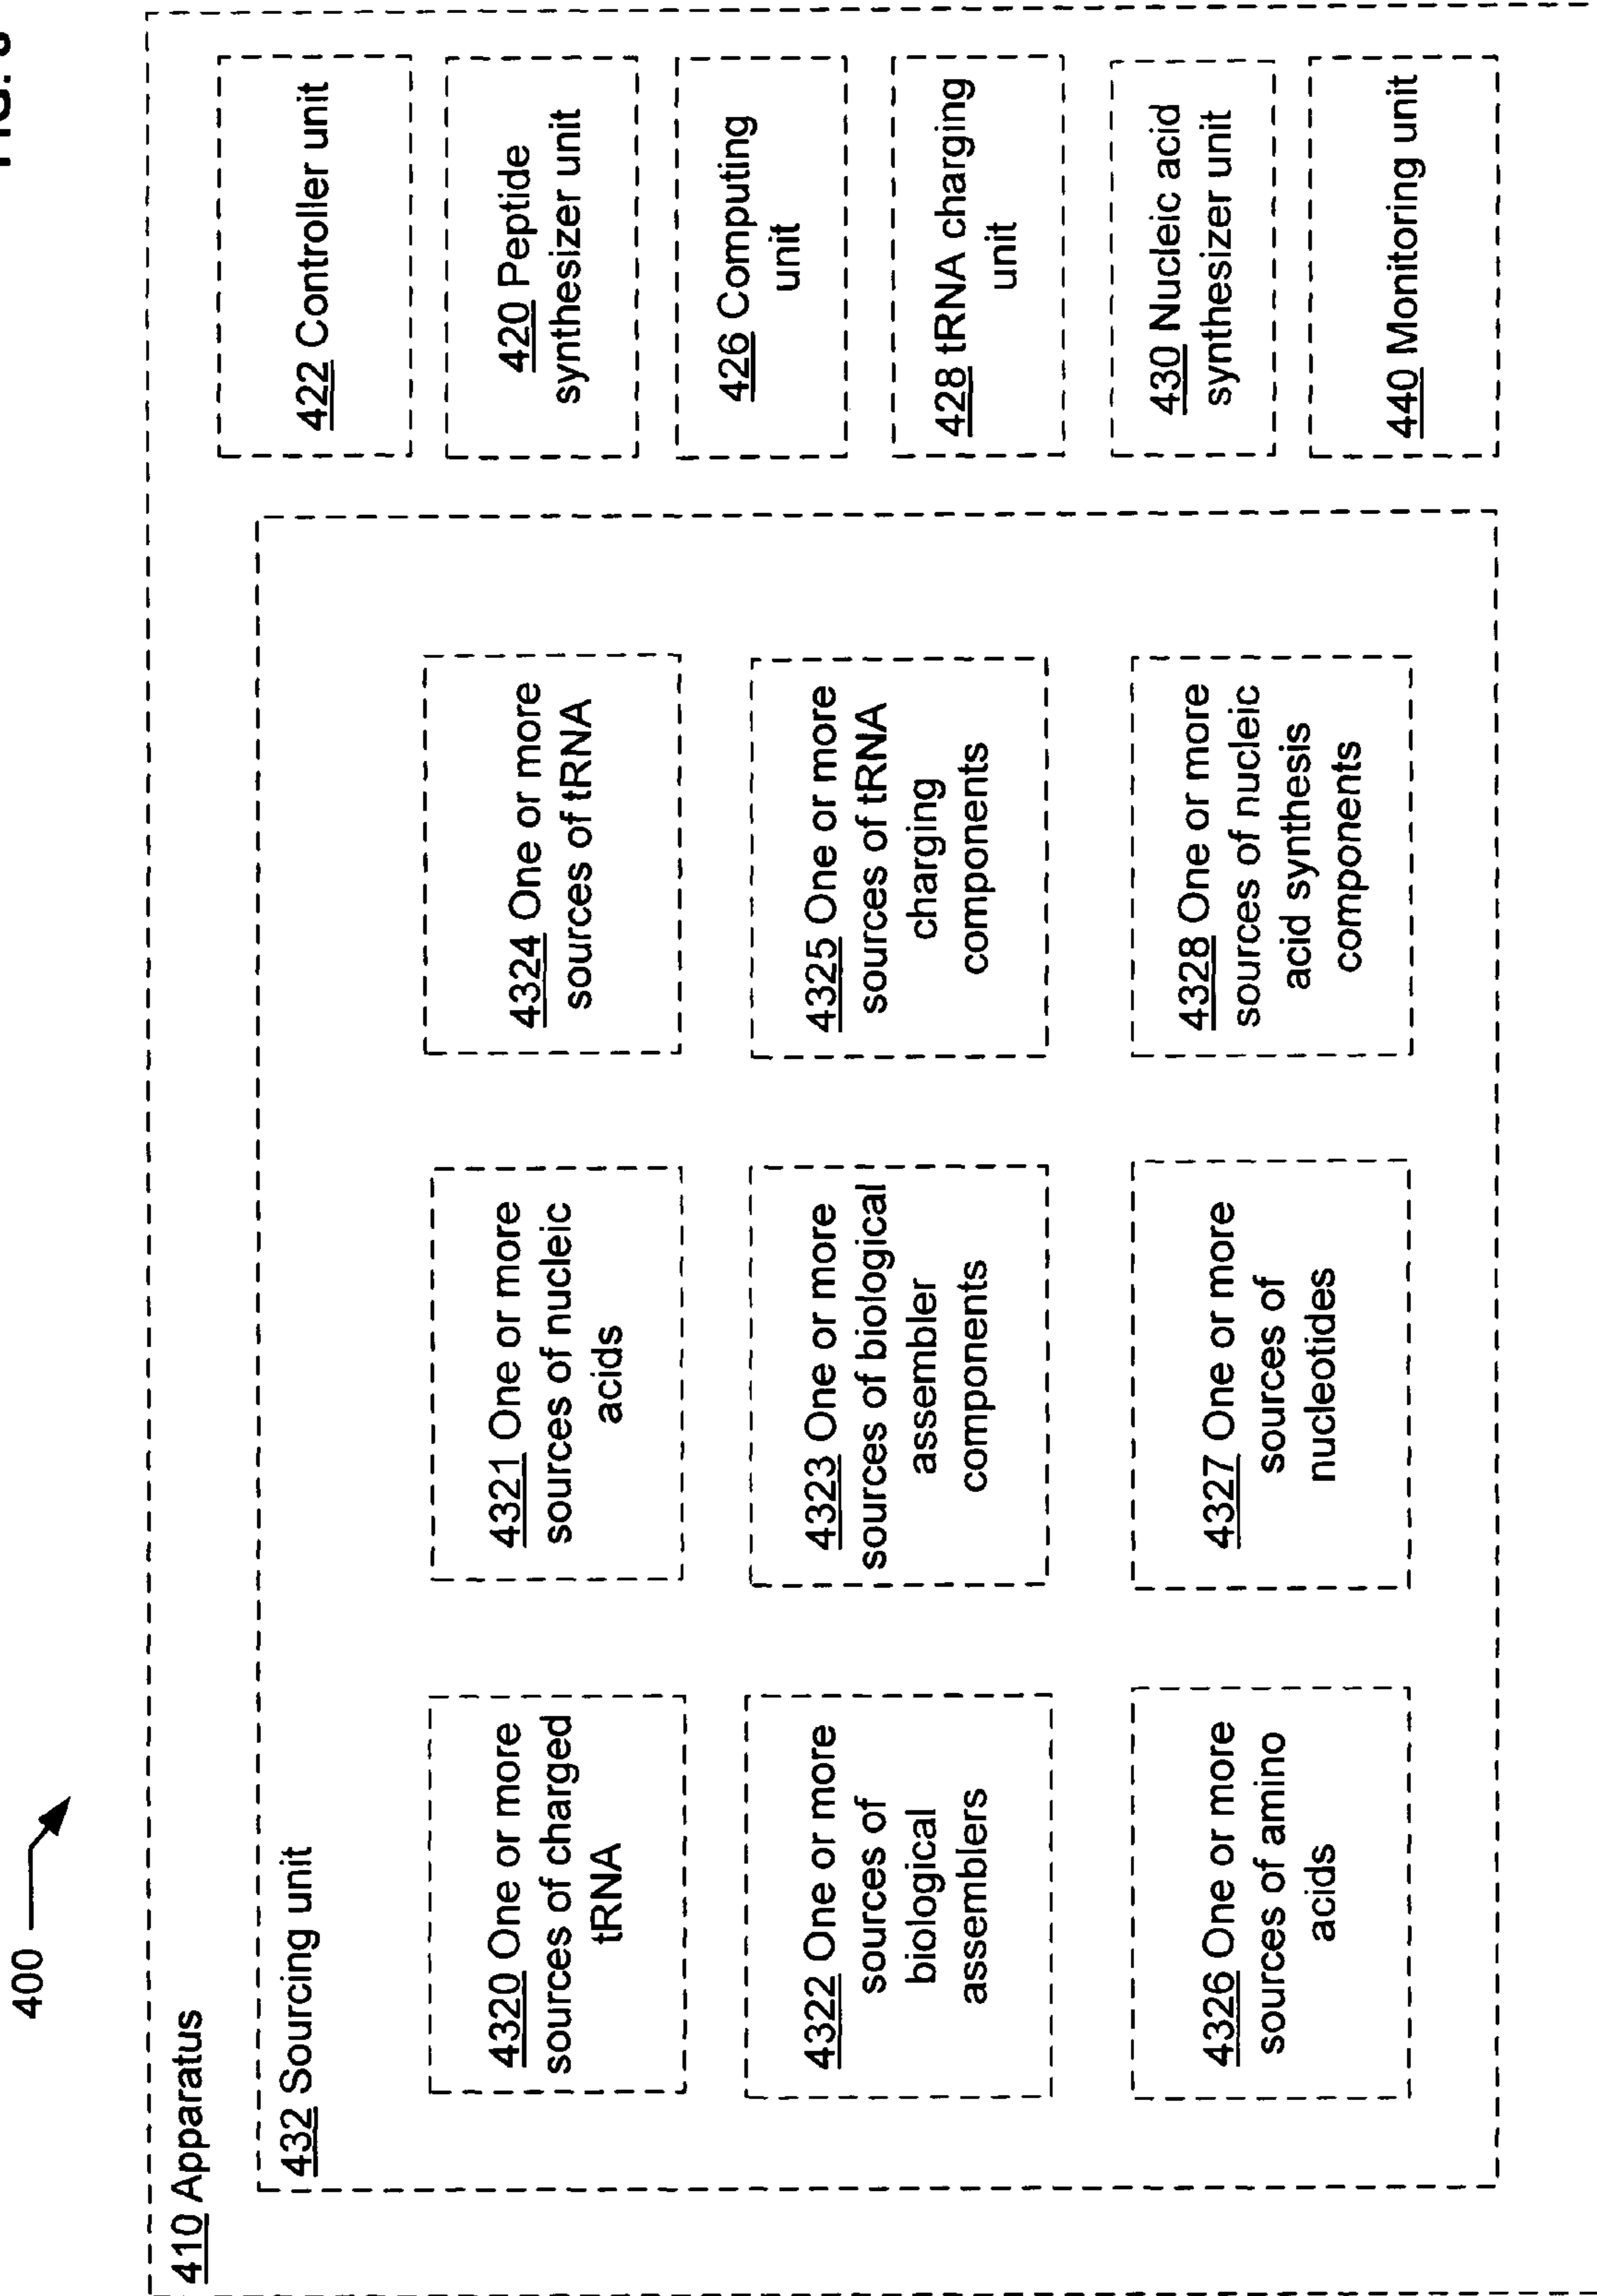 FIG.
400
410 Apparatus
432 Sourcing unit
4320 One or more
sources of charged
tRNA
4321 One or more
sources of nucleic
acids
4324 One or more
sources of tRNA
4322 One or more
sources of
biological
assemblers
4323 One or more
sources of biological
assembler
components
4325 One or more
sources of tRNA
charging
components
4326 One or more
sources of amino
acids
4327 One or more
sources of
nucleotides
4328 One or more
sources of nucleic
acid synthesis
components
422 Controller unit
420 Peptide
synthesizer unit
426 Computing
unit
428 tRNA charging
unit
430 Nucleic acid
synthesizer unit
440 Monitoring unit